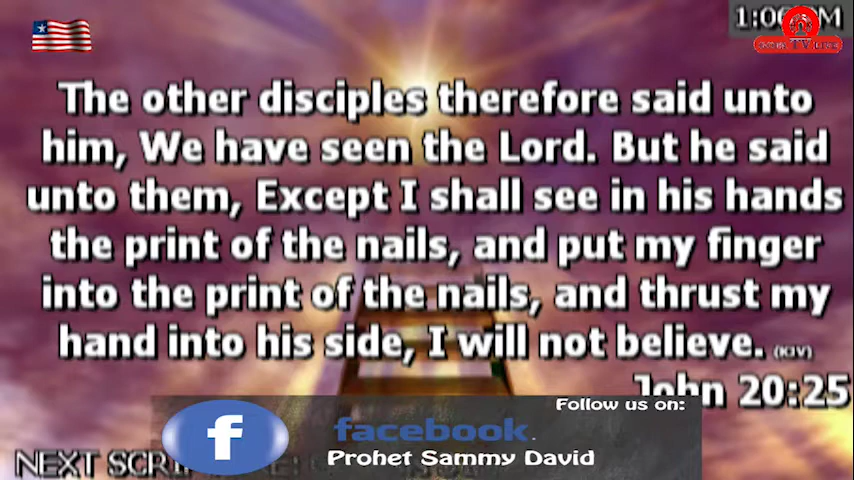 The other disciples therefore said unto
him, We have seen the Lord. But he said
unto them, Except I shall see in his hands
the print of the nails, and put my finger
into the print of the nails, and thrust my
hand into his side, I will not believe. (KJV)
John 20:25
Follow us on:
facebook.
Prohet Sammy David
NEXT